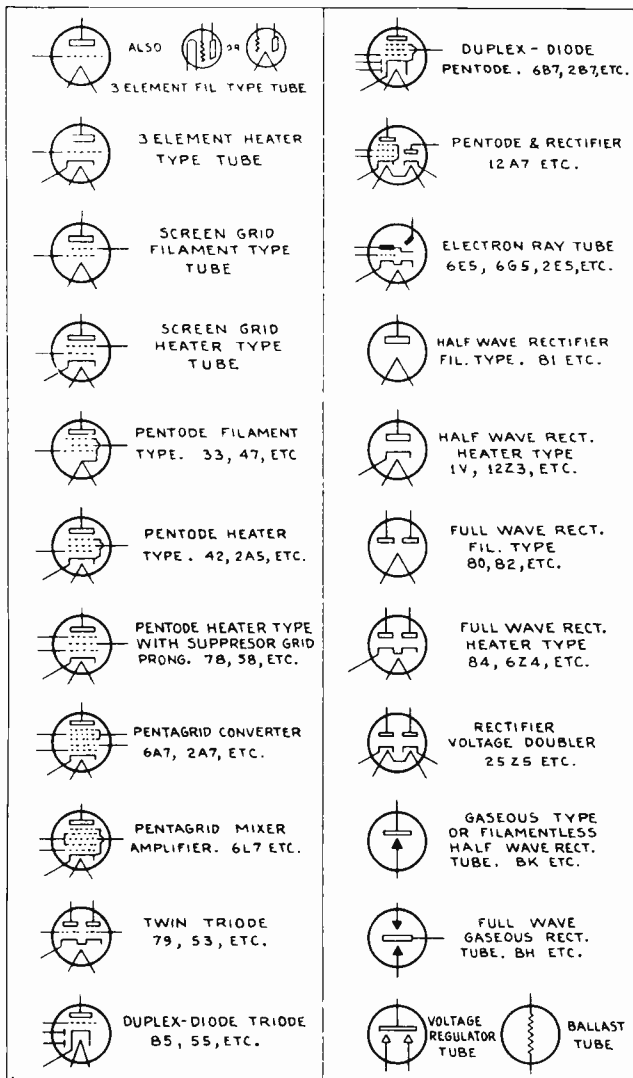 ALSO OR
3 ELEMENT FIL TYPE TUBE
3 ELEMENT HEATER
TYPE TUBE
SCREEN GRID
FILAMENT TYPE
TUBE
SCREEN GRID
HEATER TYPE
TUBE
PENTODE FILAMENT
TYPE. 33, 47, ETC
PENTODE HEATER
TYPE. 42, 2A5, ETC.
PENTODE HEATER TYPE
WITH SUPPRESOR GRID
PRONG. 78, 58, ETC.
PENTAGRID CONVERTER
6A7, 2A7, ETC.
PENTAGRID MIXER
AMPLIFIER. 6L7 ETC.
TWIN TRIODE
79, 53, ETC.
DUPLEX-DIODE TRIODE
85, 55, ETC.
DUPLEX-DIODE
PENTODE. 6B7, 2B7, ETC.
PENTODE & RECTIFIER
12A7 ETC.
ELECTRON RAY TUBE
6E5, 6G5, 2E5, ETC.
HALF WAVE RECTIFIER
FIL. TYPE. 81 ETC.
HALF WAVE RECT.
HEATER TYPE
1V, 12Z3, ETC.
FULL WAVE RECT.
FIL. TYPE
80, 82, ETC.
FULL WAVE RECT.
HEATER TYPE
84, 6Z4, ETC.
RECTIFIER
VOLTAGE DOUBLER
25Z5 ETC.
GASEOUS TYPE
OR FILAMENTLESS
HALF WAVE RECT.
TUBE. BK ETC.
FULL WAVE
GASEOUS RECT.
TUBE. BH ETC.
VOLTAGE
REGULATOR
TUBE
BALLAST
TUBE